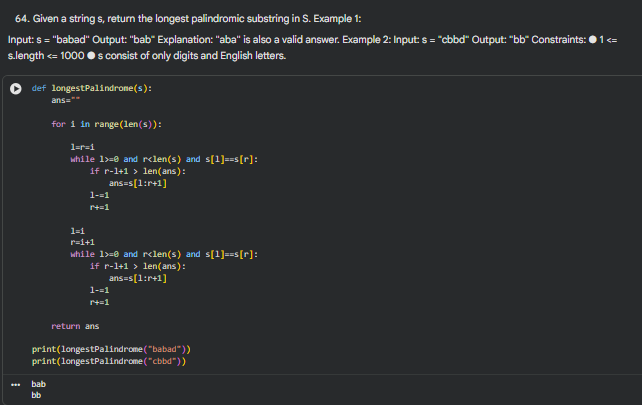 64. Given a string s, return the longest palindromic substring in S. Example 1:
Input: s = "babad" Output: "bab" Explanation: "aba" is also a valid answer. Example 2: Input: s = "cbbd" Output: "bb" Constraints: ● 1 <=
s.length <= 1000 ● s consist of only digits and English letters.
def longestPalindrome(s):
    ans=""
    for i in range(len(s)):
        l=r=i
        while l>=0 and r<len(s) and s[l]==s[r]:
            if r-l+1 > len(ans):
                ans=s[l:r+1]
            l-=1
            r+=1
        l=i
        r=i+1
        while l>=0 and r<len(s) and s[l]==s[r]:
            if r-l+1 > len(ans):
                ans=s[l:r+1]
            l-=1
            r+=1
    return ans
print(longestPalindrome("babad"))
print(longestPalindrome("cbbd"))
... bab
bb